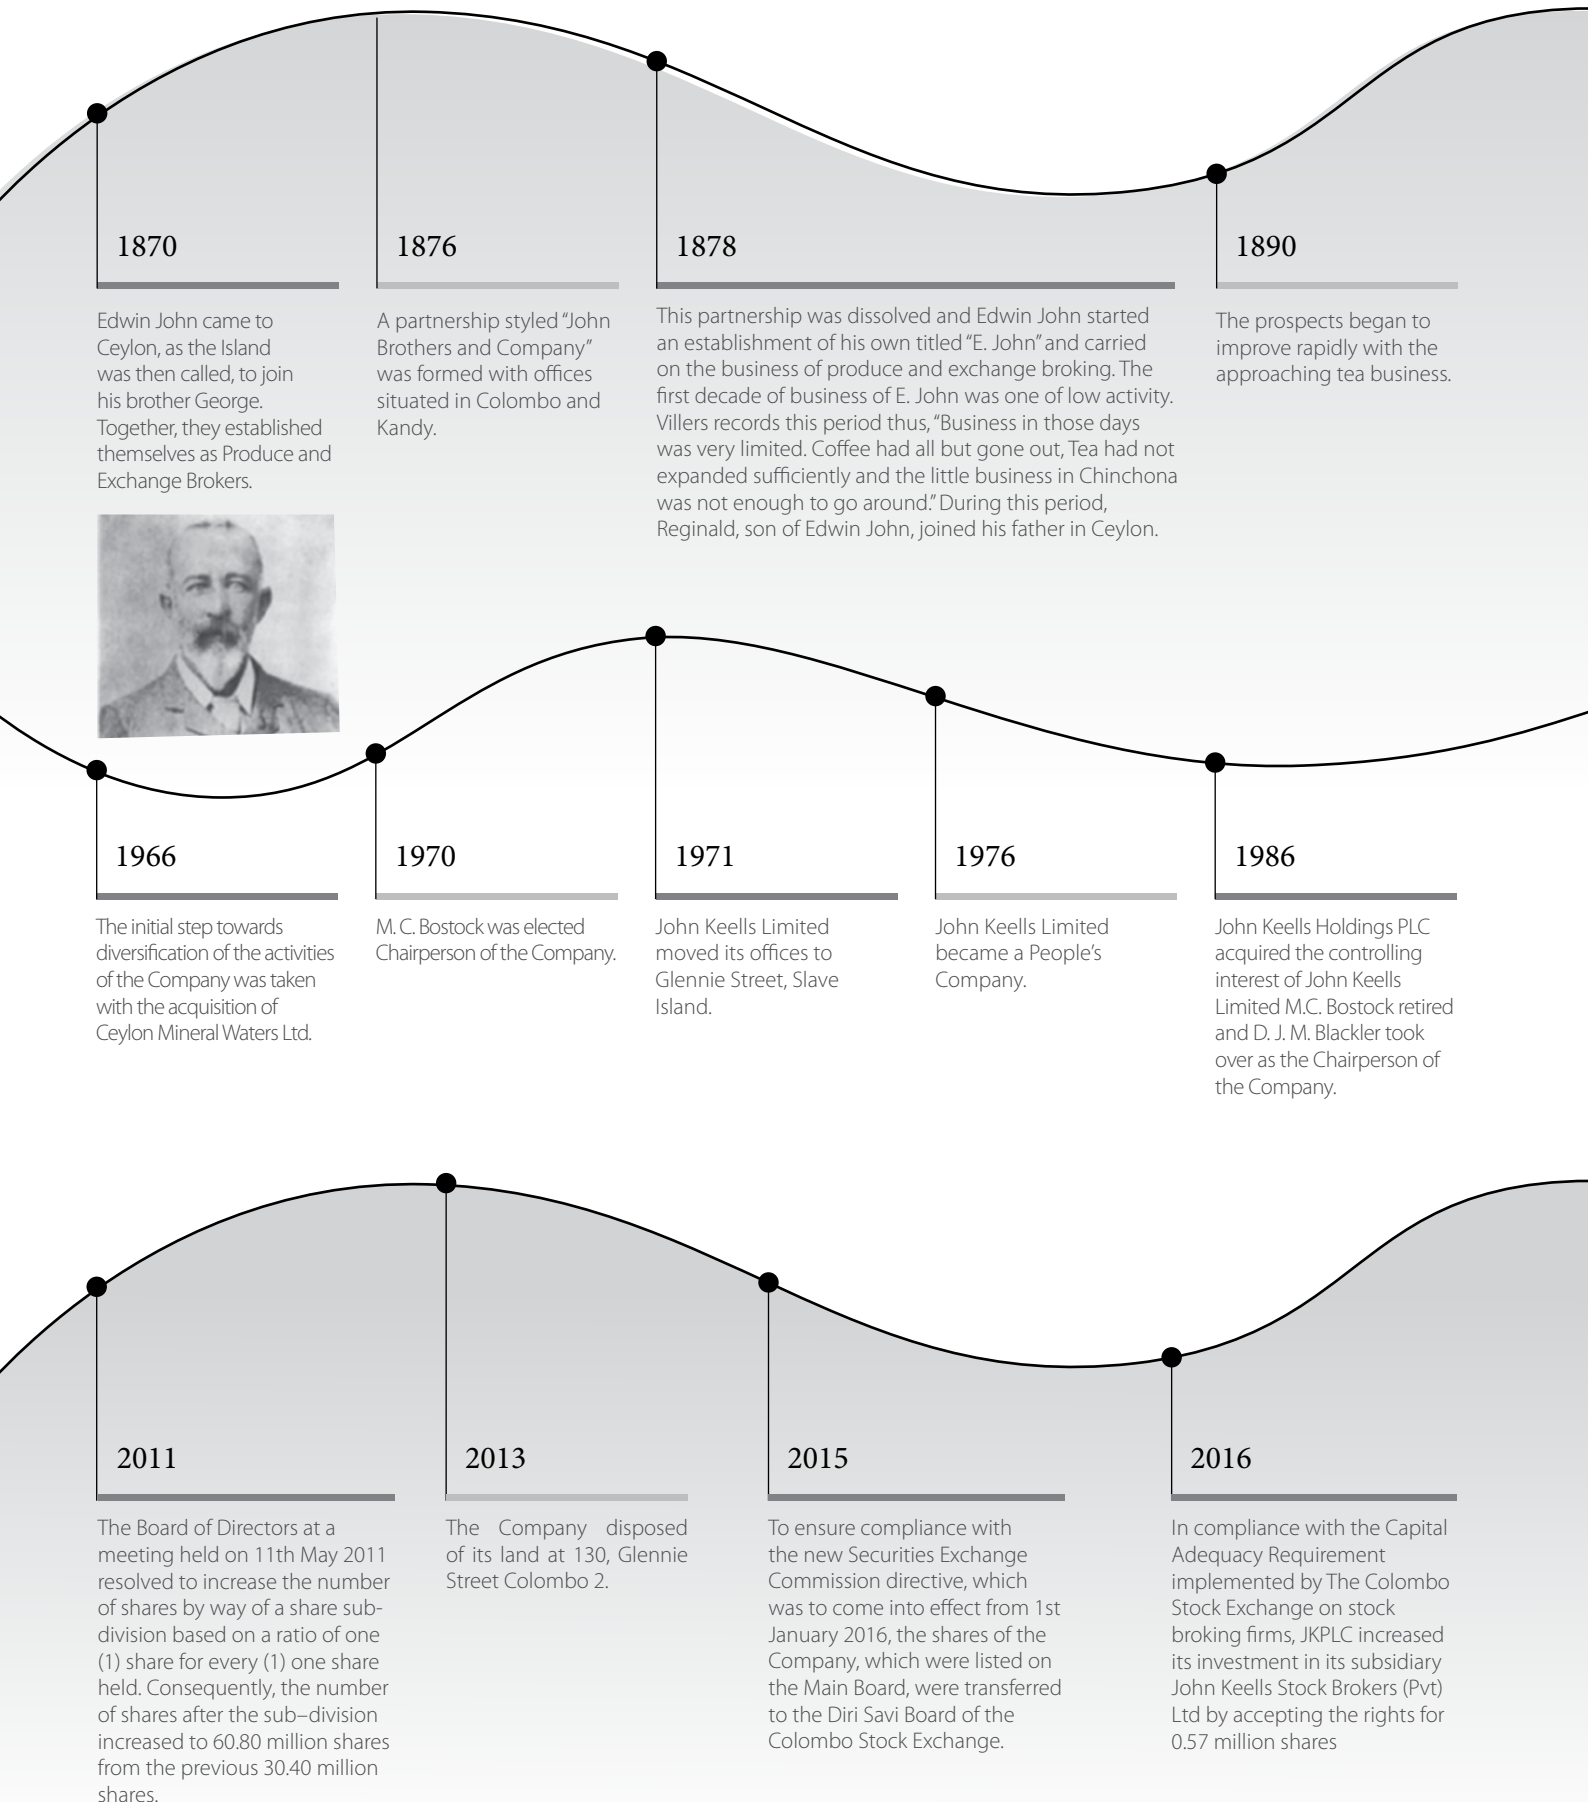 1870
Edwin John came to
Ceylon, as the Island
was then called, to join
his brother George.
Together, they established
themselves as Produce and
Exchange Brokers.
1876
A partnership styled “John
Brothers and Company”
was formed with offices
situated in Colombo and
Kandy.
1878
This partnership was dissolved and Edwin John started
an establishment of his own titled “E. John” and carried
on the business of produce and exchange broking. The
first decade of business of E. John was one of low activity.
Villers records this period thus, “Business in those days
was very limited. Coffee had all but gone out, Tea had not
expanded sufficiently and the little business in Chinchona
was not enough to go around.” During this period,
Reginald, son of Edwin John, joined his father in Ceylon.
1890
The prospects began to
improve rapidly with the
approaching tea business.
1966
The initial step towards
diversification of the activities
of the Company was taken
with the acquisition of
Ceylon Mineral Waters Ltd.
1970
M. C. Bostock was elected
Chairperson of the Company.
1971
John Keells Limited
moved its offices to
Glennie Street, Slave
Island.
1976
John Keells Limited
became a People’s
Company.
1986
John Keells Holdings PLC
acquired the controlling
interest of John Keells
Limited M.C. Bostock retired
and D. J. M. Blackler took
over as the Chairperson of
the Company.
2011
The Board of Directors at a
meeting held on 11th May 2011
resolved to increase the number
of shares by way of a share sub-
division based on a ratio of one
(1) share for every (1) one share
held. Consequently, the number
of shares after the sub–division
increased to 60.80 million shares
from the previous 30.40 million
shares.
2013
The Company disposed
of its land at 130, Glennie
Street Colombo 2.
2015
To ensure compliance with
the new Securities Exchange
Commission directive, which
was to come into effect from 1st
January 2016, the shares of the
Company, which were listed on
the Main Board, were transferred
to the Diri Savi Board of the
Colombo Stock Exchange.
2016
In compliance with the Capital
Adequacy Requirement
implemented by The Colombo
Stock Exchange on stock
broking firms, JKPLC increased
its investment in its subsidiary
John Keells Stock Brokers (Pvt)
Ltd by accepting the rights for
0.57 million shares